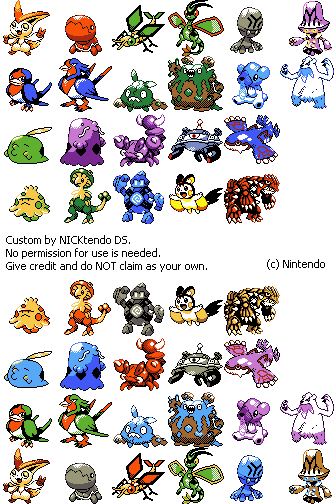 Custom by NICKtendo DS.
No permission for use is needed.
Give credit and do NOT claim as your own.
(c) Nintendo